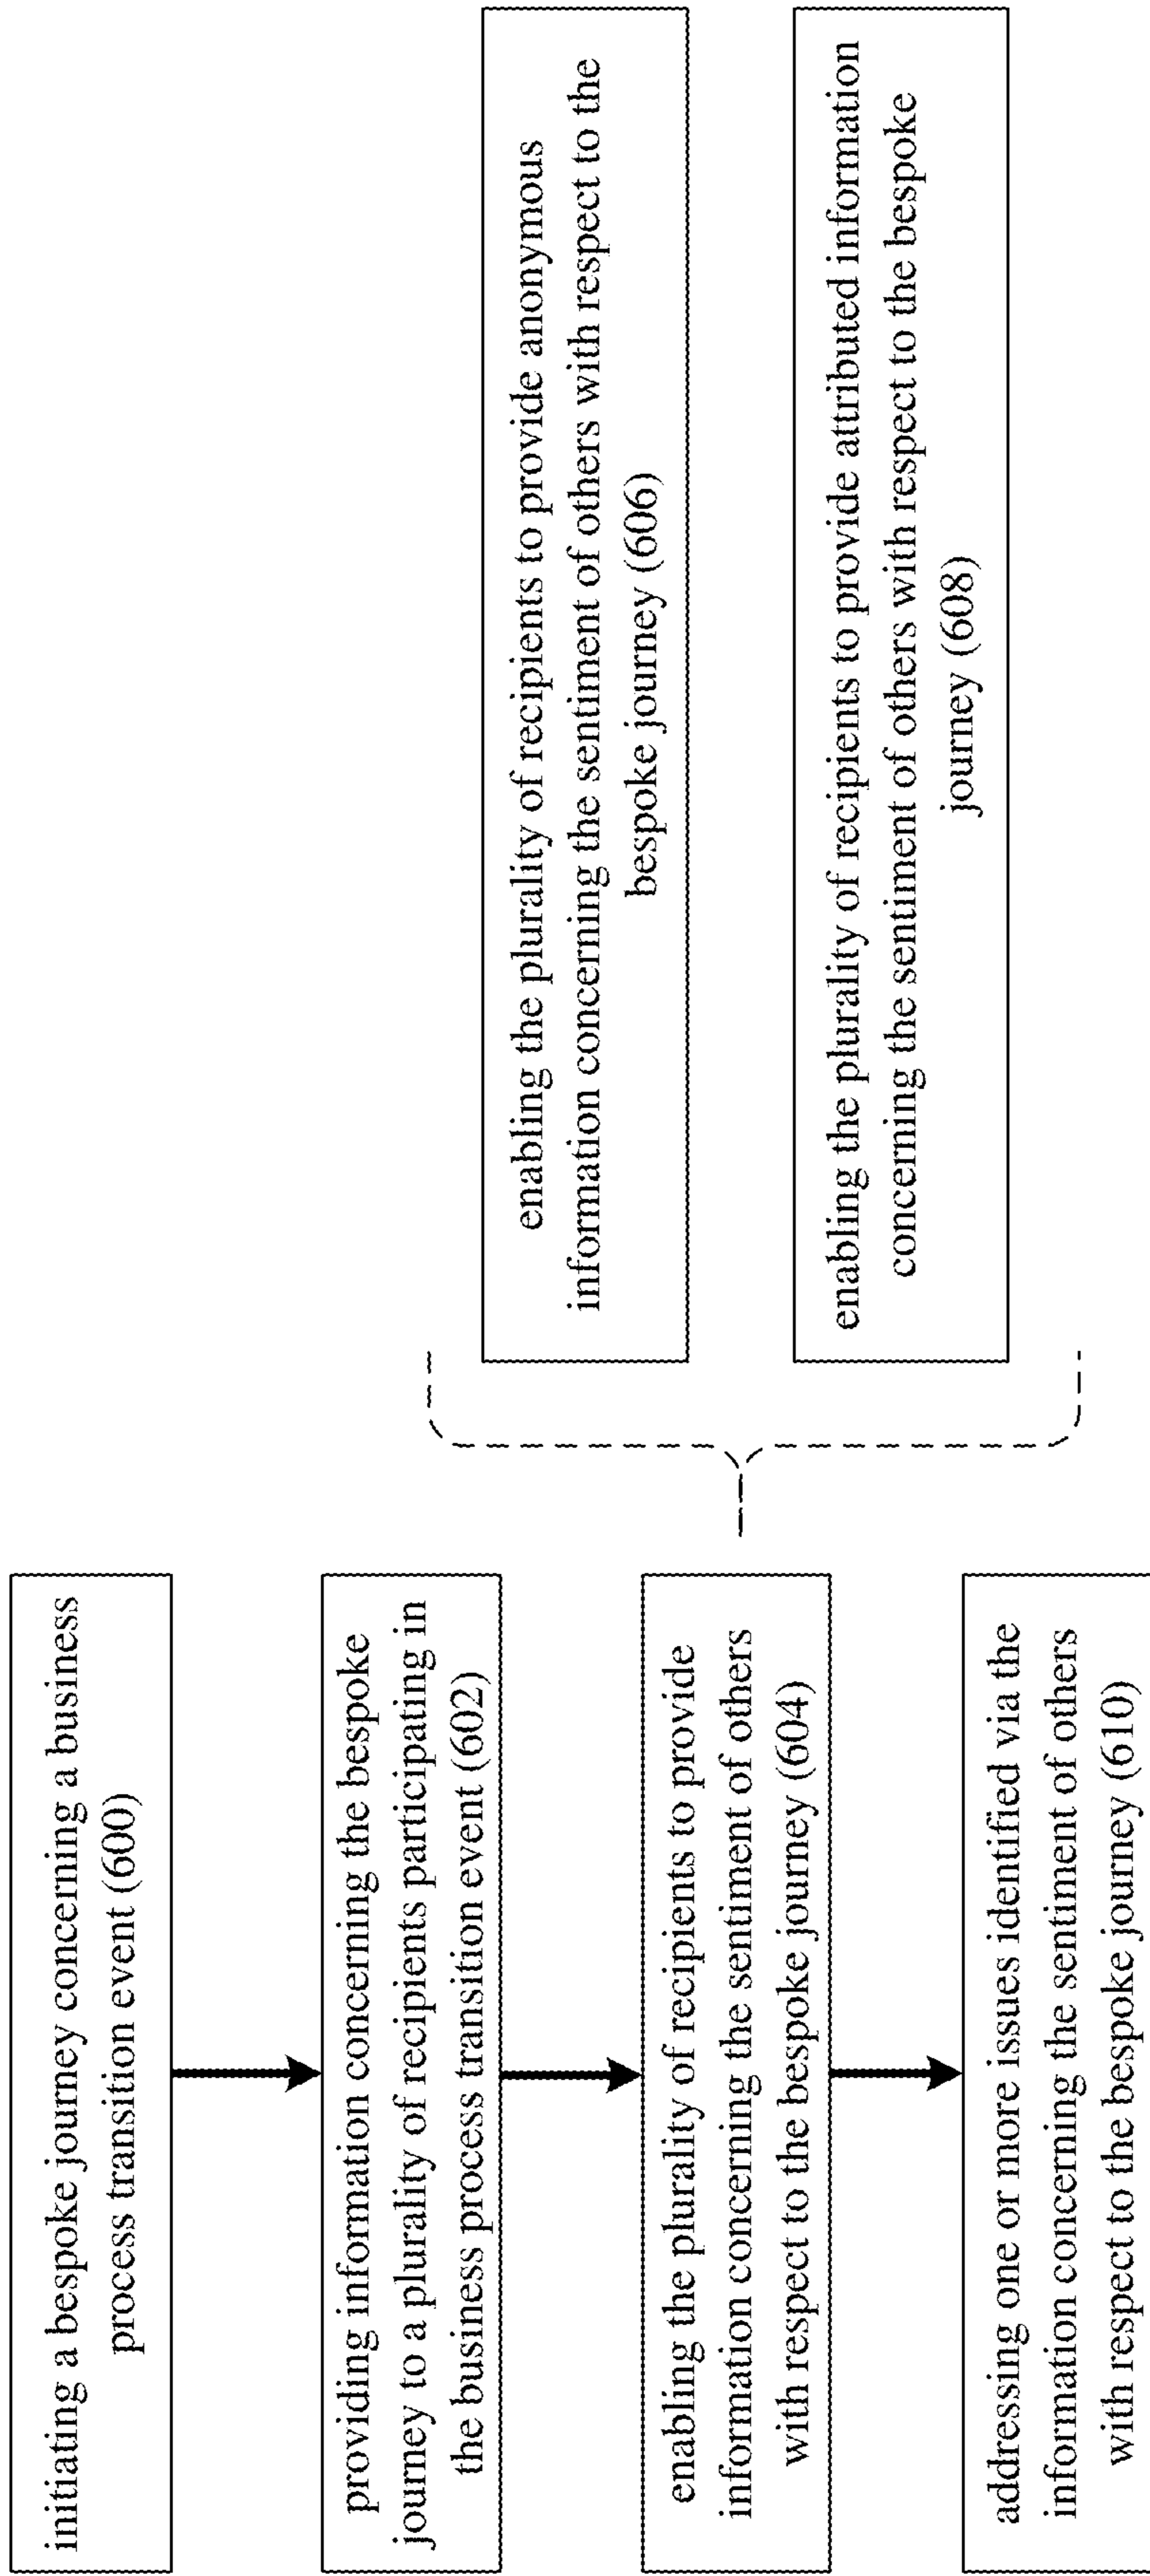 initiating a bespoke journey concerning a business
process transition event (600)
providing information concerning the bespoke
journey to a plurality of recipients participating in
the business process transition event (602)
enabling the plurality of recipients to provide
information concerning the sentiment of others
with respect to the bespoke journey (604)
enabling the plurality of recipients to provide anonymous
information concerning the sentiment of others with respect to the
bespoke journey (606)
enabling the plurality of recipients to provide attributed information
concerning the sentiment of others with respect to the bespoke
journey (608)
addressing one or more issues identified via the
information concerning the sentiment of others
with respect to the bespoke journey (610)